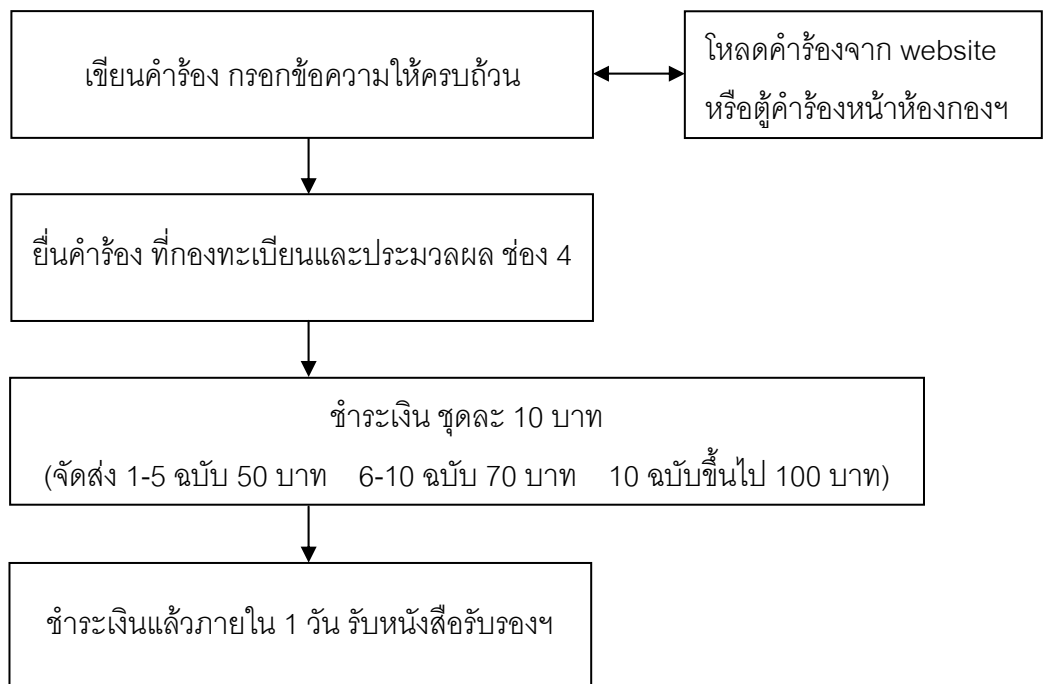 เขียนคำร้อง กรอกข้อความให้ครบถ้วน
โหลดคำร้องจาก website
หรือตู้คำร้องหน้าห้องกองฯ
ยื่นคำร้อง ที่กองทะเบียนและประมวลผล ช่อง 4
ชำระเงิน ชุดละ 10 บาท
(จัดส่ง 1-5 ฉบับ 50 บาท 6-10 ฉบับ 70 บาท 10 ฉบับขึ้นไป 100 บาท)
ชำระเงินแล้วภายใน 1 วัน รับหนังสือรับรองฯ